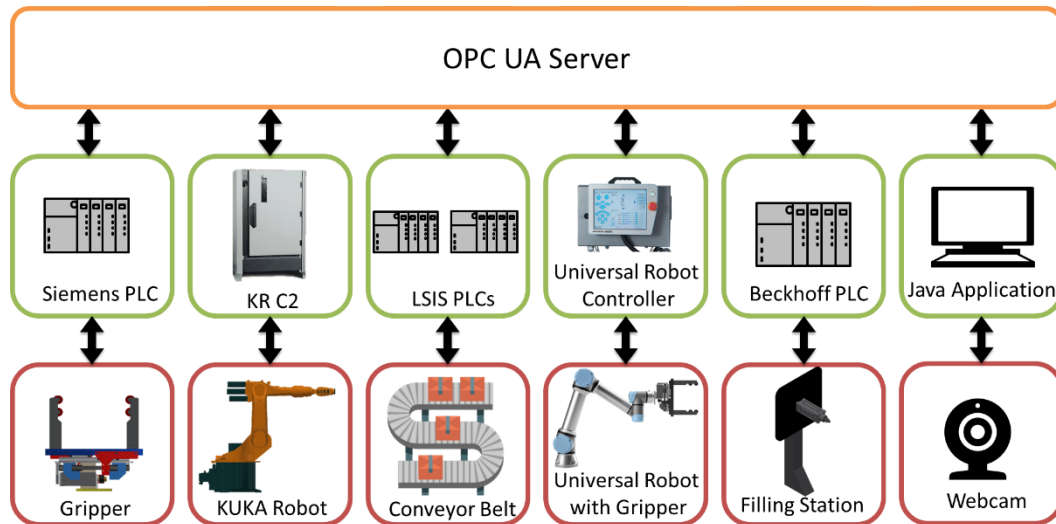 OPC UA Server
Siemens PLC
KR C2
LSIS PLCs
Universal Robot
Controller
Beckhoff PLC
Java Application
Gripper
KUKA Robot
Conveyor Belt
Universal Robot
with Gripper
Filling Station
Webcam